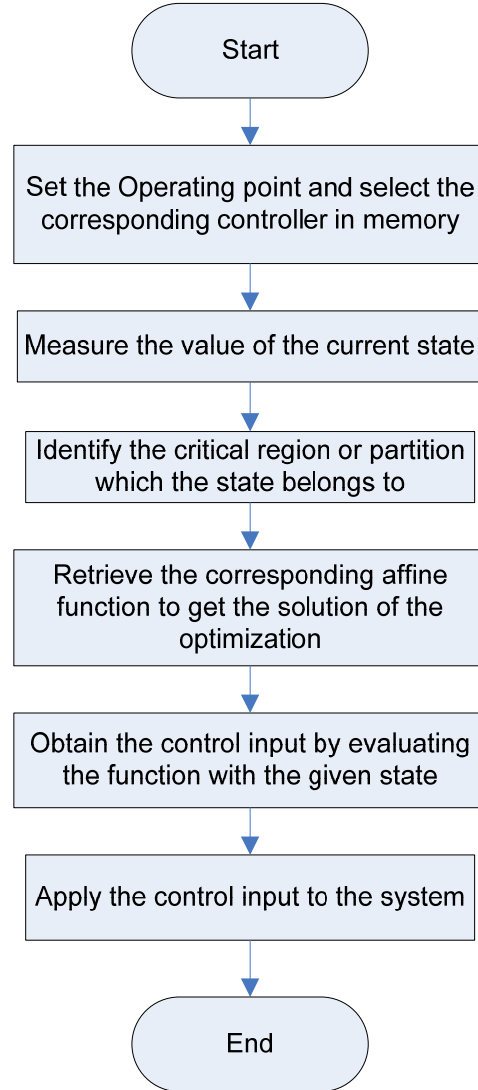 Start
Set the Operating point and select the
corresponding controller in memory
Measure the value of the current state
Identify the critical region or partition
which the state belongs to
Retrieve the corresponding affine
function to get the solution of the
optimization
Obtain the control input by evaluating
the function with the given state
Apply the control input to the system
End